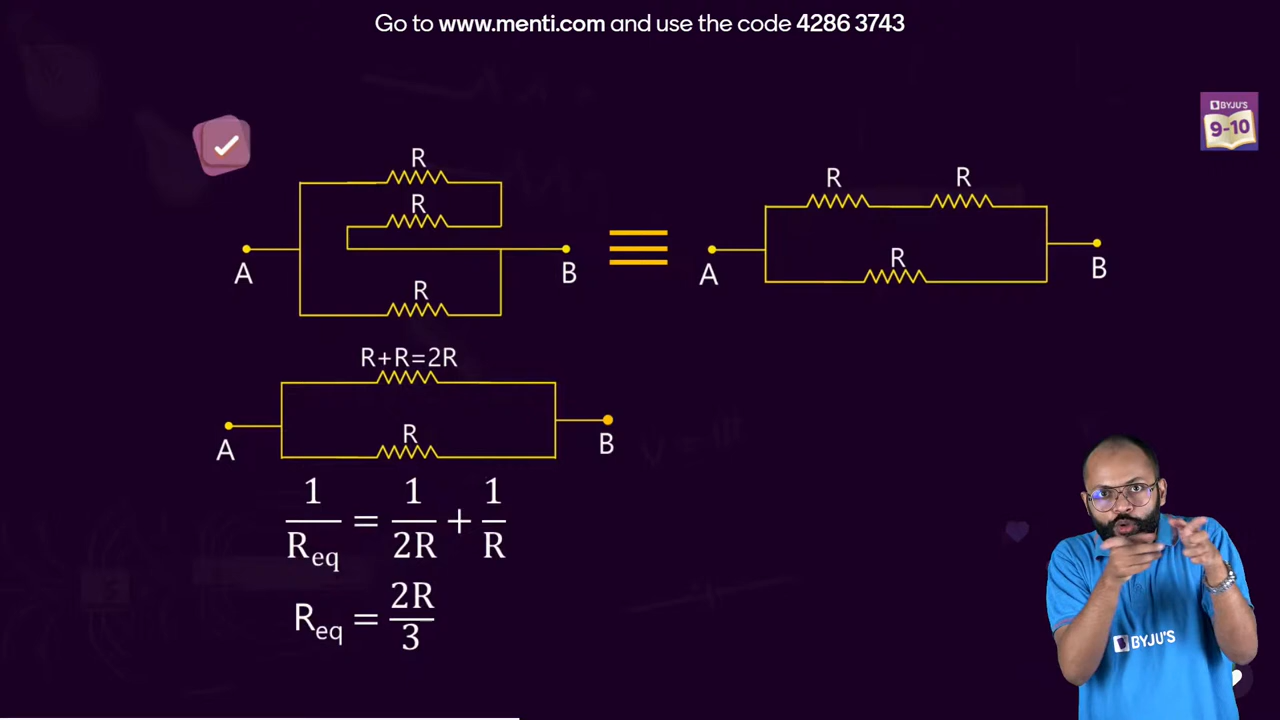 Go to www.menti.com and use the code 4286 3743
BYJU'S
9-10
R
R
A
B
R
R
R
A
B
R
R+R=2R
A
B
R
1/R_eq = 1/2R + 1/R
R_eq = 2R/3
BYJU'S